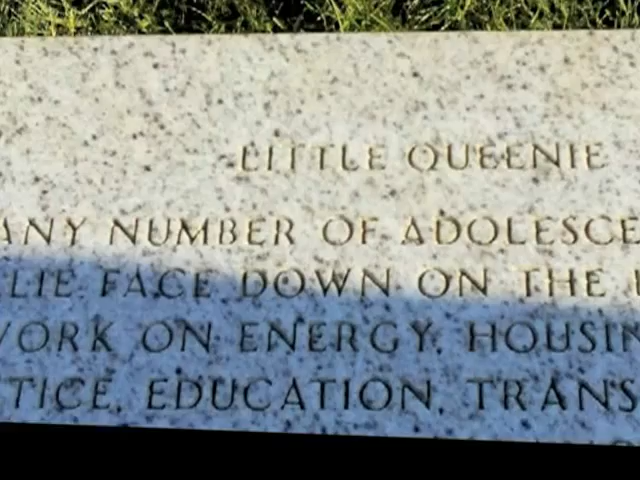 LITTLE QUEENIE
ANY NUMBER OF ADOLESCE
LIE FACE DOWN ON THE
WORK ON ENERGY, HOUSIN
TICE, EDUCATION, TRANS